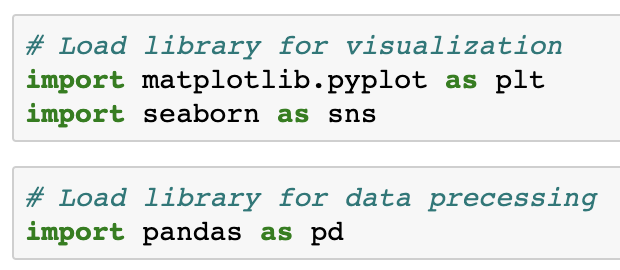 # Load library for visualization
import matplotlib.pyplot as plt
import seaborn as sns
# Load library for data precessing
import pandas as pd